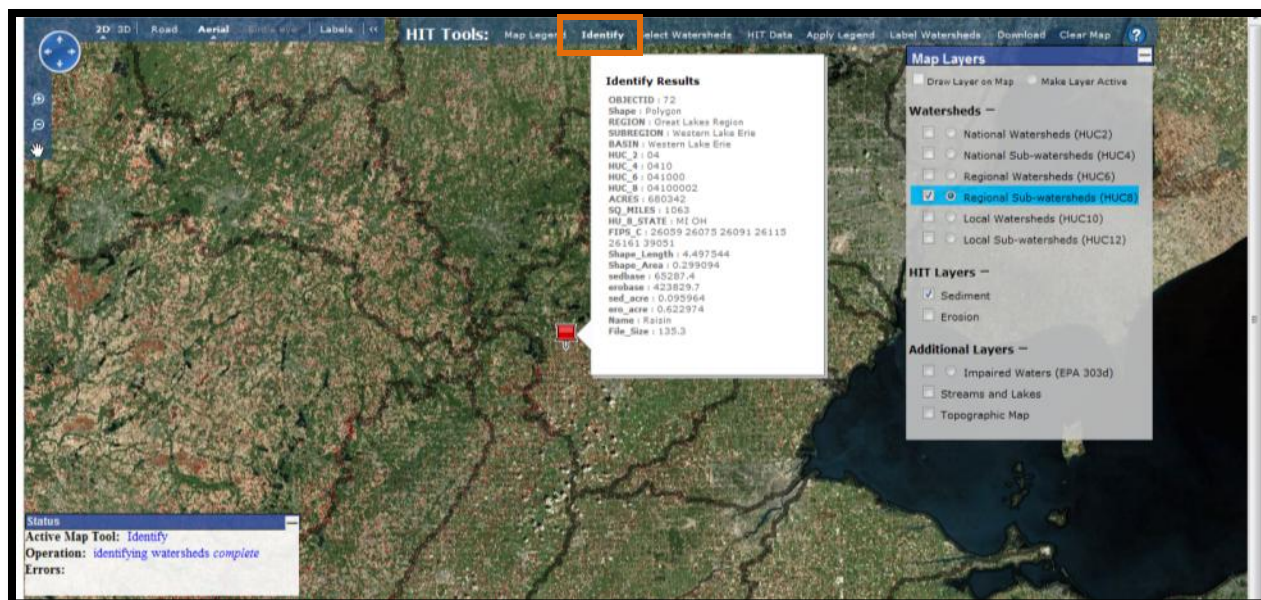 2D 3D Road Aerial Bird's eye Labels <<
HIT Tools: Map Legend Identify Select Watersheds HIT Data Apply Legend Label Watersheds Download Clear Map ?
Identify Results
OBJECTID : 72
Shape : Polygon
REGION : Great Lakes Region
SUBREGION : Western Lake Erie
BASIN : Western Lake Erie
HUC_2 : 04
HUC_4 : 0410
HUC_6 : 041000
HUC_8 : 04100002
ACRES : 680342
SQ_MILES : 1063
HU_8_STATE : MI OH
FIPS_C : 26059 26075 26091 26115
26161 39051
Shape_Length : 4.497544
Shape_Area : 0.299094
sedbase : 65287.4
erobase : 423829.7
sed_acre : 0.095964
ero_acre : 0.622974
Name : Raisin
File_Size : 135.3
Map Layers
Draw Layer on Map Make Layer Active
Watersheds
National Watersheds (HUC2)
National Sub-watersheds (HUC4)
Regional Watersheds (HUC6)
Regional Sub-watersheds (HUC8)
Local Watersheds (HUC10)
Local Sub-watersheds (HUC12)
HIT Layers
Sediment
Erosion
Additional Layers
Impaired Waters (EPA 303d)
Streams and Lakes
Topographic Map
Status
Active Map Tool: Identify
Operation: identifying watersheds complete
Errors: